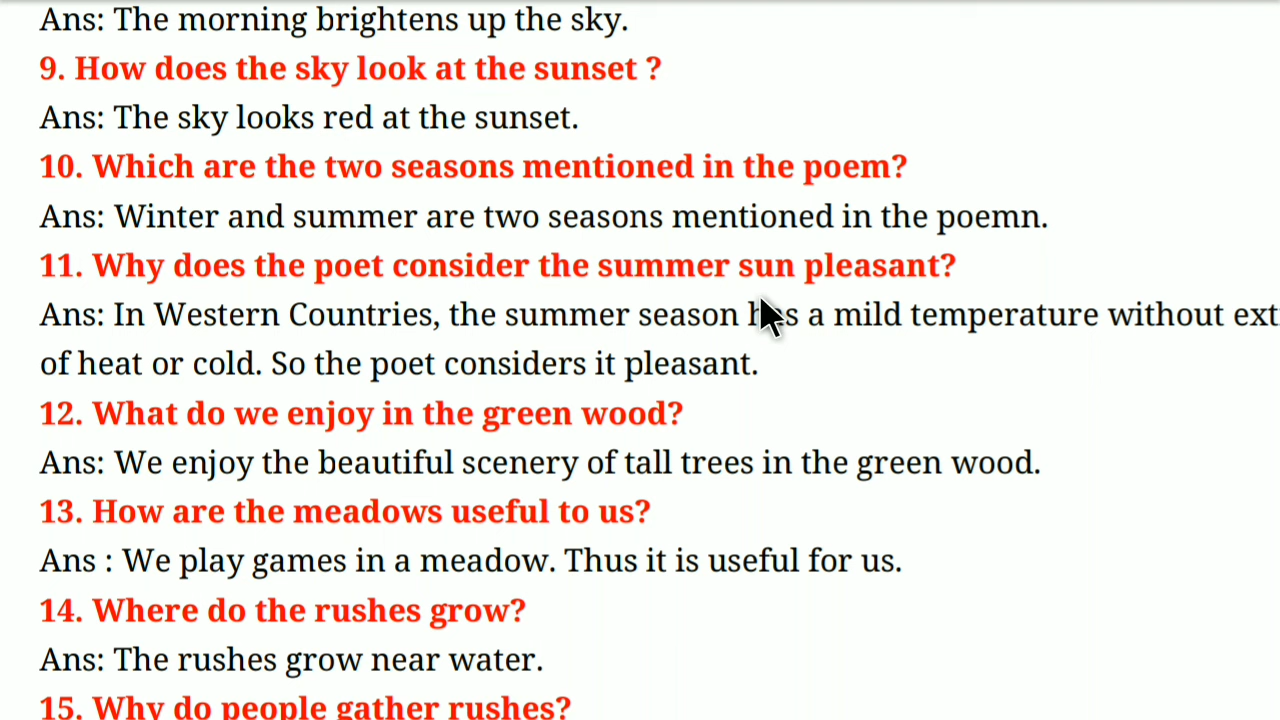 Ans: The morning brightens up the sky.
9. How does the sky look at the sunset ?
Ans: The sky looks red at the sunset.
10. Which are the two seasons mentioned in the poem?
Ans: Winter and summer are two seasons mentioned in the poemn.
11. Why does the poet consider the summer sun pleasant?
Ans: In Western Countries, the summer season has a mild temperature without
of heat or cold. So the poet considers it pleasant.
12. What do we enjoy in the green wood?
Ans: We enjoy the beautiful scenery of tall trees in the green wood.
13. How are the meadows useful to us?
Ans : We play games in a meadow. Thus it is useful for us.
14. Where do the rushes grow?
Ans: The rushes grow near water.
15. Why do people gather rushes?